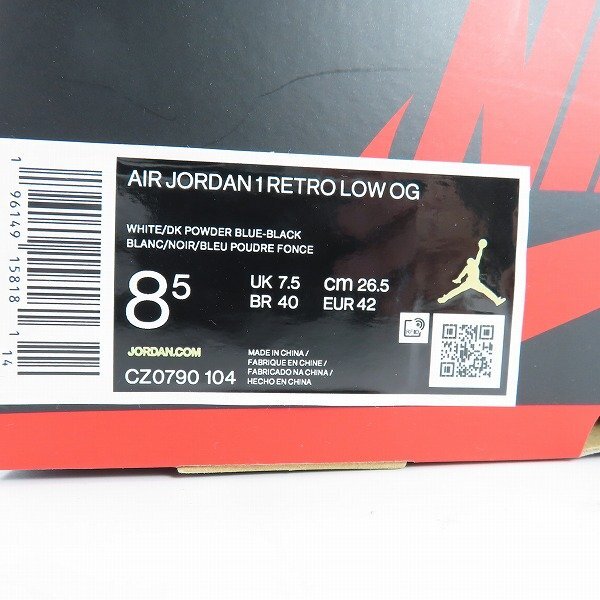 AIR JORDAN 1 RETRO LOW OG
WHITE/DK POWDER BLUE-BLACK
BLANC/NOIR/BLEU POUDRE FONCE
8 5
UK 7.5 cm 26.5
BR 40 EUR 42
JORDAN.COM
CZ0790 104
MADE IN CHINA /
FABRIQUE EN CHINE /
FABRICADO NA CHINA /
HECHO EN CHINA
1 96149 15818 1
14